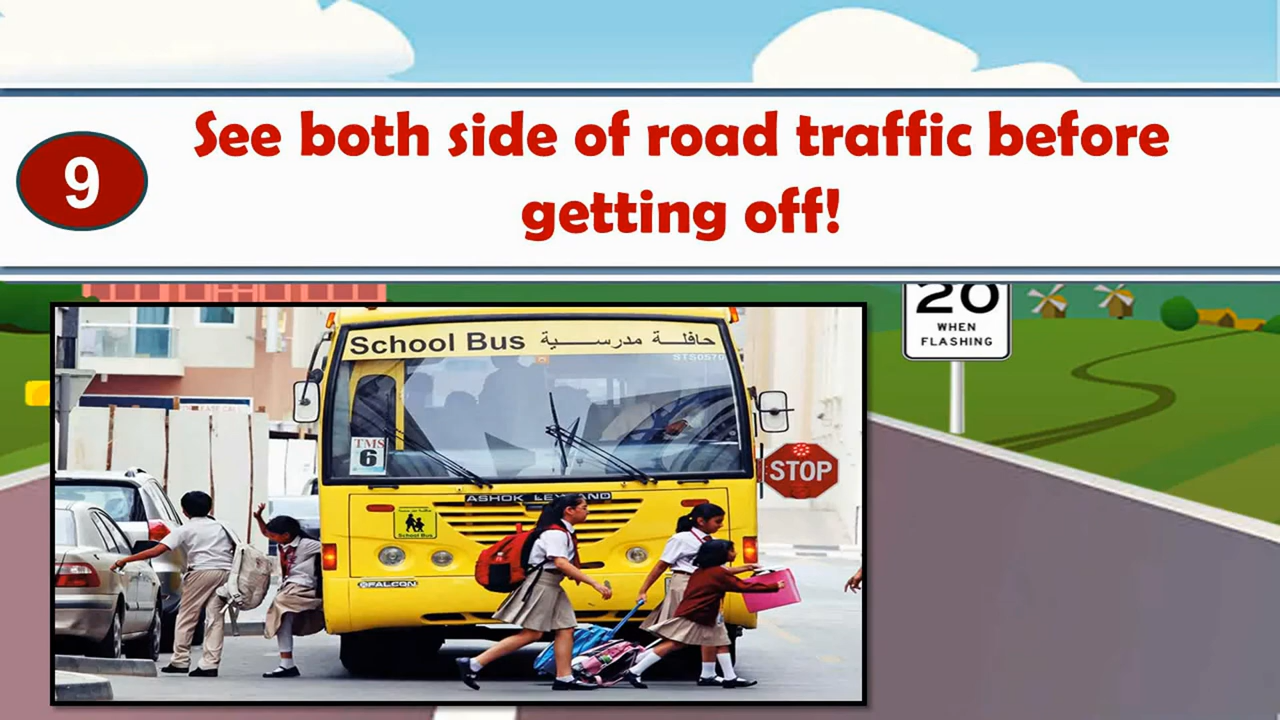 See both side of road traffic before
getting off!
9
20
WHEN
FLASHING
School Bus حافلة مدرسية
STS0570
TMS
6
STOP
ASHOK LEYLAND
School Bus
FALCON